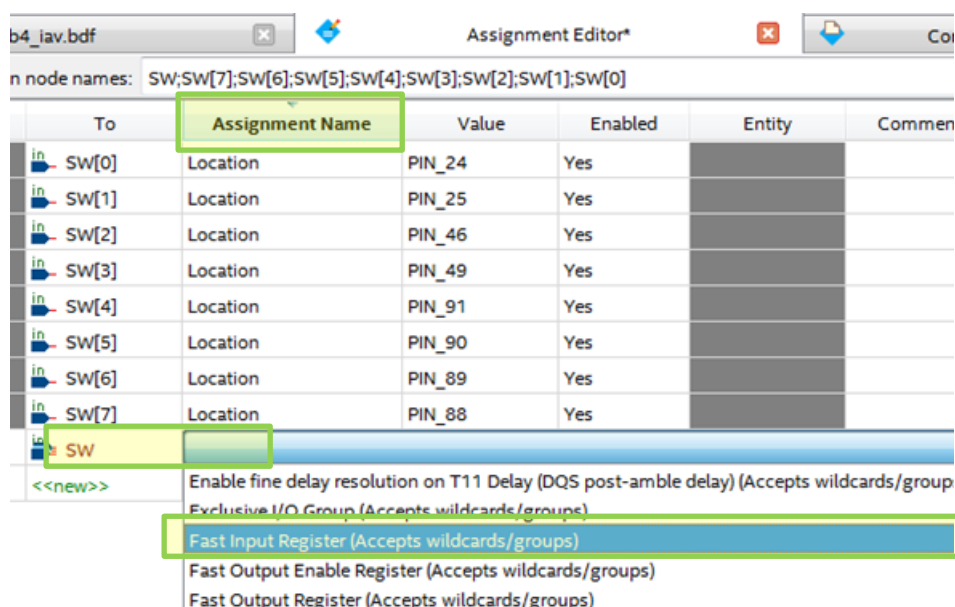 b4_iav.bdf Assignment Editor* Co
n node names: SW;SW[7];SW[6];SW[5];SW[4];SW[3];SW[2];SW[1];SW[0]
To Assignment Name Value Enabled Entity Commen
in SW[0] Location PIN_24 Yes
in SW[1] Location PIN_25 Yes
in SW[2] Location PIN_46 Yes
in SW[3] Location PIN_49 Yes
in SW[4] Location PIN_91 Yes
in SW[5] Location PIN_90 Yes
in SW[6] Location PIN_89 Yes
in SW[7] Location PIN_88 Yes
in SW
<<new>> Enable fine delay resolution on T11 Delay (DQS post-amble delay) (Accepts wildcards/groups
Exclusive I/O Group (Accepts wildcards/groups)
Fast Input Register (Accepts wildcards/groups)
Fast Output Enable Register (Accepts wildcards/groups)
Fast Output Register (Accepts wildcards/groups)